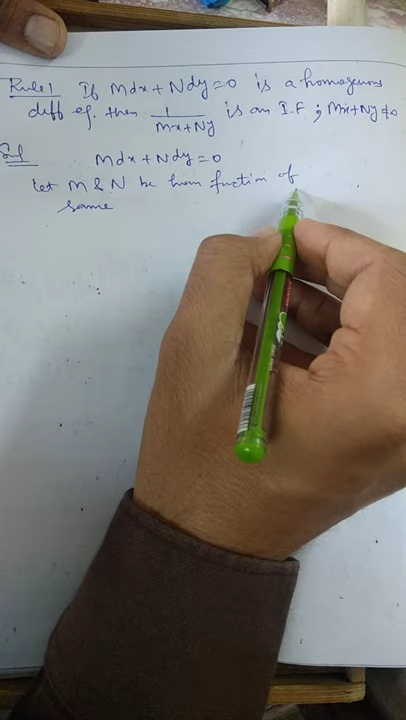 Rule 1 If Mdx + Ndy = 0 is a homogenous
diff eq. then 1/(Mx+Ny) is an I.F ; Mx+Ny ≠0
Sol
Mdx + Ndy = 0
let M & N be hom function of
same